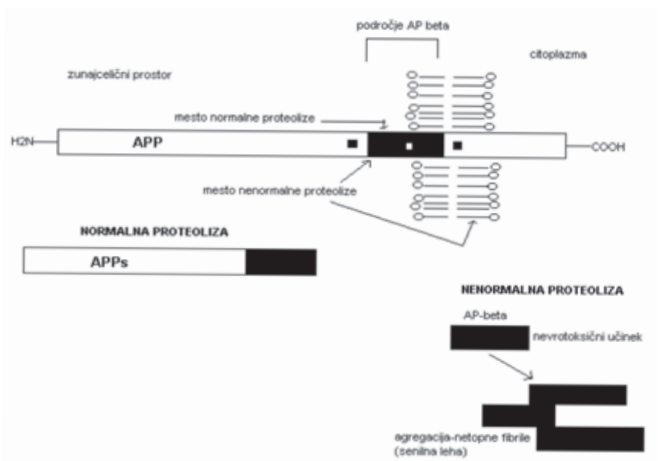 področje AP beta
citoplazma
zunajcelični prostor
mesto normalne proteolize
H2N
APP
COOH
mesto nenormalne proteolize
NORMALNA PROTEOLIZA
APPs
NENORMALNA PROTEOLIZA
AP-beta
nevrotoksični učinek
agregacija-netopne fibrile
(senilna leha)